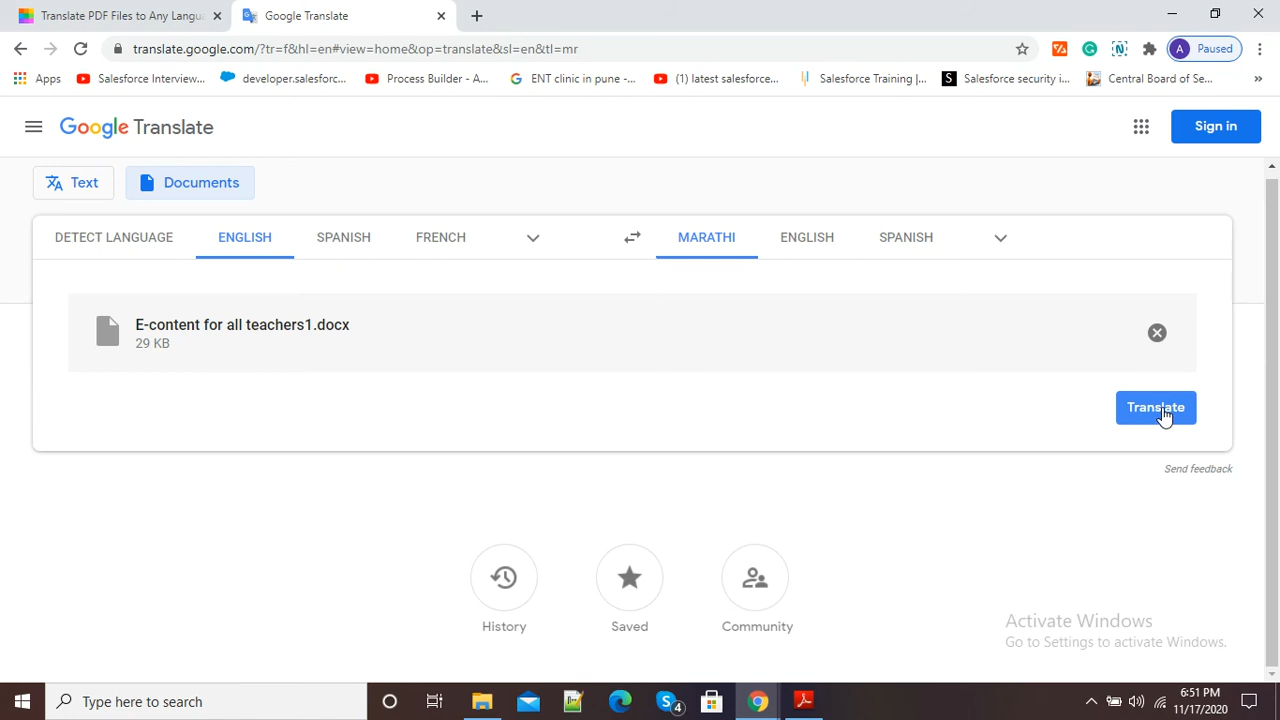 Translate PDF Files to Any Langu
Google Translate
translate.google.com/?tr=f&hl=en#view=home&op=translate&sl=en&tl=mr
A Paused
Apps Salesforce Interview... developer.salesforc... Process Builder - A... ENT clinic in pune -... (1) latest salesforce... Salesforce Training |... S Salesforce security i... Central Board of Se... »
Google Translate
Sign in
Text Documents
DETECT LANGUAGE ENGLISH SPANISH FRENCH MARATHI ENGLISH SPANISH
E-content for all teachers1.docx
29 KB
Translate
Send feedback
History Saved Community
Activate Windows
Go to Settings to activate Windows.
Type here to search
4
6:51 PM
11/17/2020